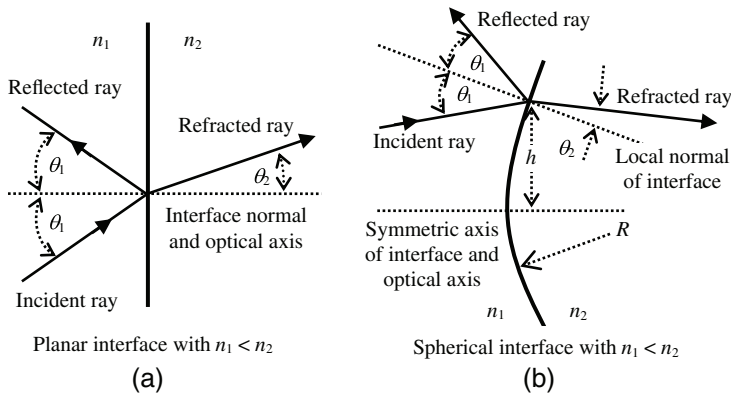 n₁
n₂
Reflected ray
Refracted ray
θ₁
θ₂
θ₁
Interface normal
and optical axis
Incident ray
Planar interface with n₁ < n₂
(a)
Reflected ray
θ₁
θ₁
Refracted ray
Incident ray
h
θ₂
Local normal
of interface
Symmetric axis
of interface and
optical axis
R
n₁
n₂
Spherical interface with n₁ < n₂
(b)